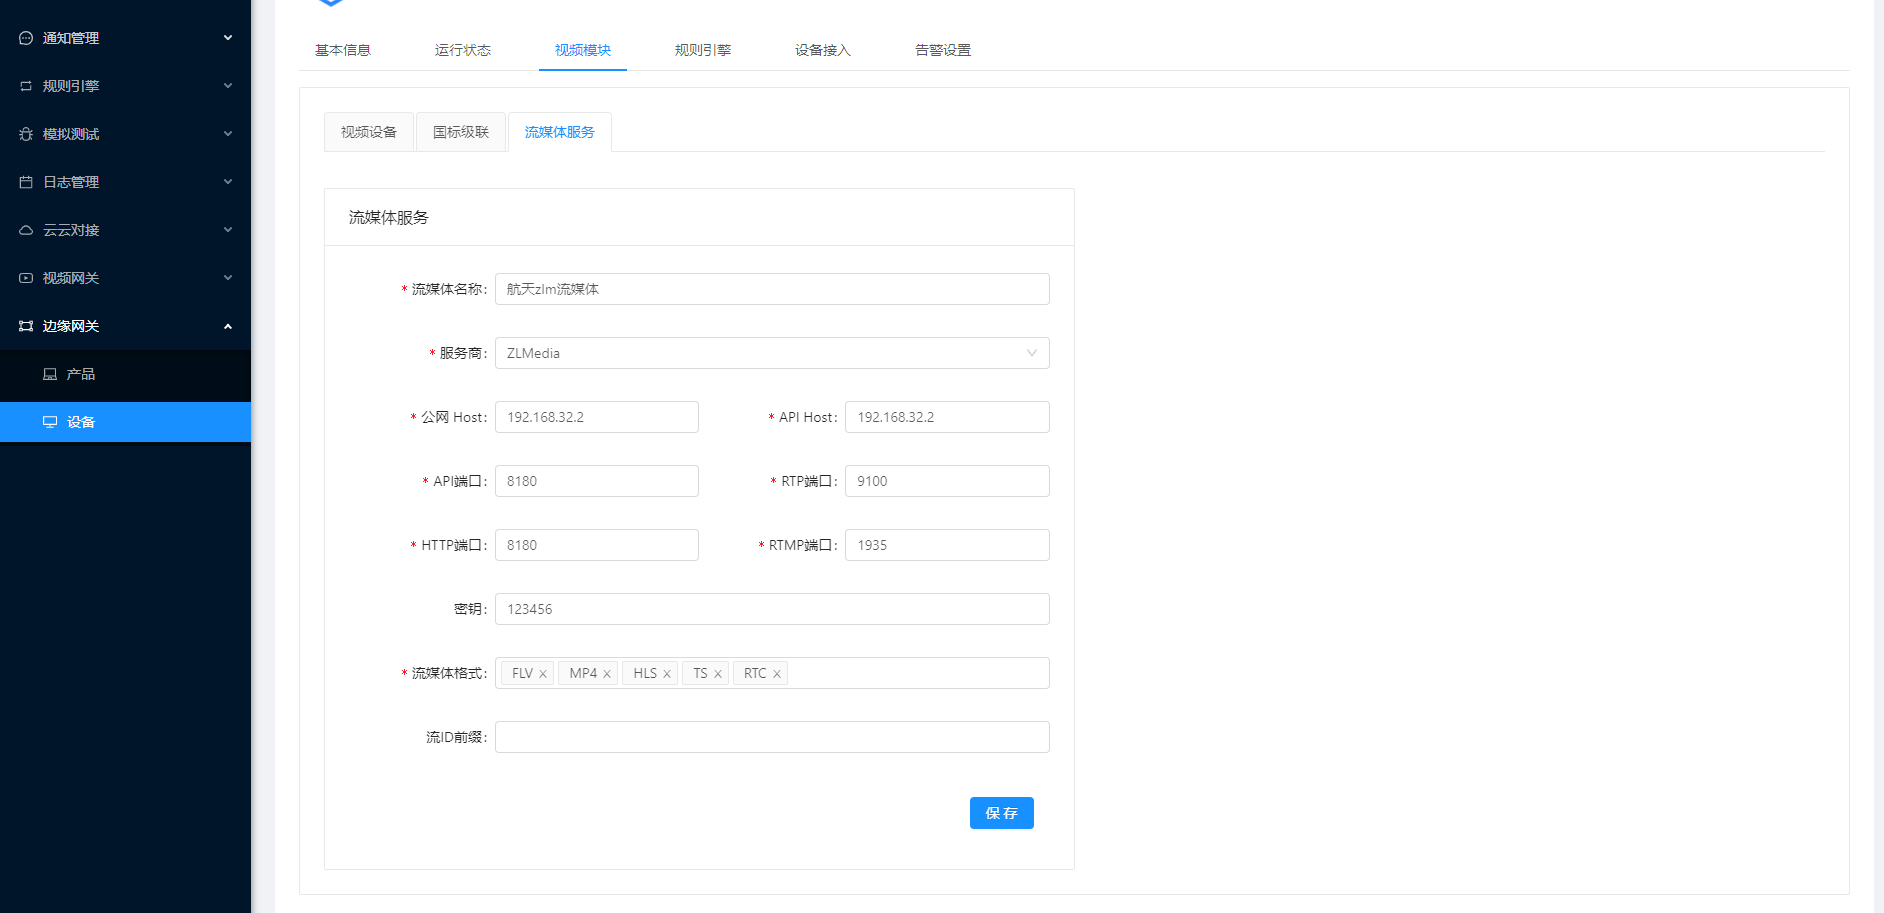 通知管理
规则引擎
模拟测试
日志管理
云云对接
视频网关
边缘网关
产品
设备
基本信息 运行状态 视频模块 规则引擎 设备接入 告警设置
视频设备 国标级联 流媒体服务
流媒体服务
* 流媒体名称: 航天zlm流媒体
* 服务商: ZLMedia
* 公网 Host: 192.168.32.2 * API Host: 192.168.32.2
* API端口: 8180 * RTP端口: 9100
* HTTP端口: 8180 * RTMP端口: 1935
密钥: 123456
* 流媒体格式: FLV × MP4 × HLS × TS × RTC ×
流ID前缀:
保 存